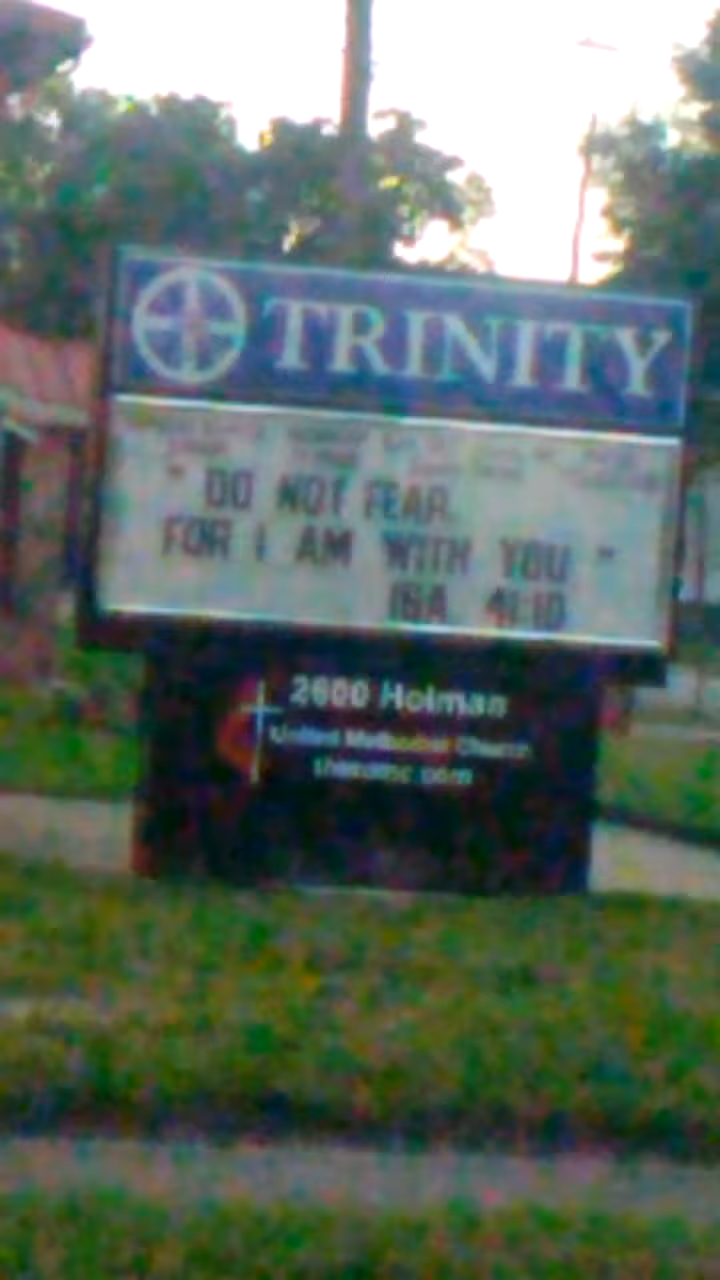 TRINITY
" DO NOT FEAR,
FOR I AM WITH YOU "
ISA 41:10
2600 Holman
United Methodist Church